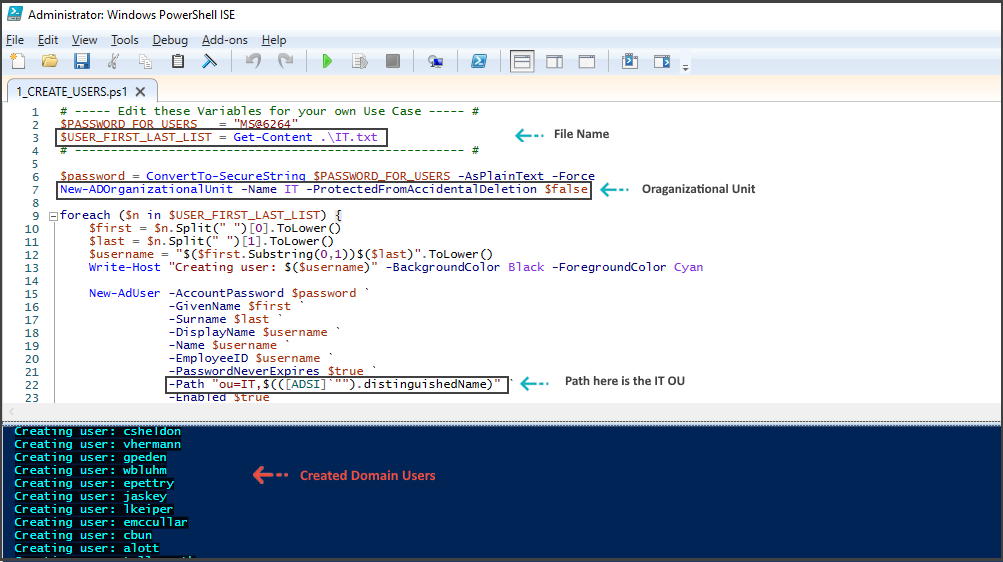 Administrator: Windows PowerShell ISE
File Edit View Tools Debug Add-ons Help
1_CREATE_USERS.ps1
1 # ----- Edit these Variables for your own Use Case ----- #
2 $PASSWORD_FOR_USERS = "MS@6264"
3 $USER_FIRST_LAST_LIST = Get-Content .\IT.txt
File Name
4 # ------------------------------------------------------ #
5
6 $password = ConvertTo-SecureString $PASSWORD_FOR_USERS -AsPlainText -Force
7 New-ADOrganizationalUnit -Name IT -ProtectedFromAccidentalDeletion $false
Oraganizational Unit
8
9 foreach ($n in $USER_FIRST_LAST_LIST) {
10 $first = $n.Split(" ")[0].ToLower()
11 $last = $n.Split(" ")[1].ToLower()
12 $username = "$($first.Substring(0,1))$($last)".ToLower()
13 Write-Host "Creating user: $($username)" -BackgroundColor Black -ForegroundColor Cyan
14
15 New-AdUser -AccountPassword $password `
16 -GivenName $first `
17 -Surname $last `
18 -DisplayName $username `
19 -Name $username `
20 -EmployeeID $username `
21 -PasswordNeverExpires $true `
22 -Path "ou=IT,$(([ADSI]`"").distinguishedName)" `
Path here is the IT OU
23 -Enabled $true
Creating user: csheldon
Creating user: vhermann
Creating user: gpeden
Creating user: wbluhm
Created Domain Users
Creating user: epettry
Creating user: jaskey
Creating user: lkeiper
Creating user: emccullar
Creating user: cbun
Creating user: alott